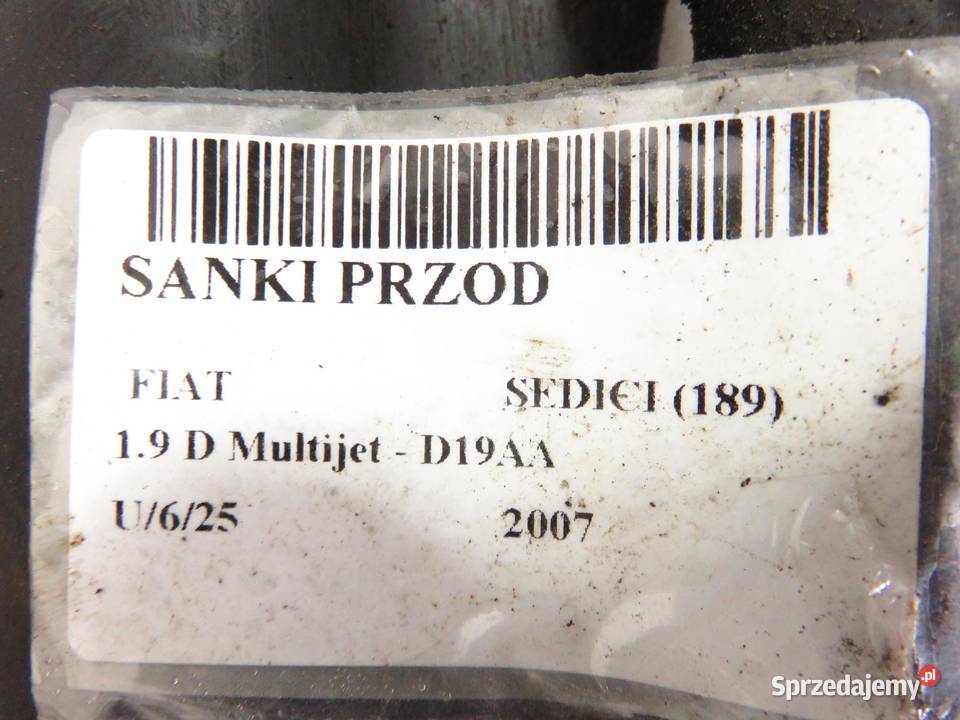 SANKI PRZOD
FIAT SEDICI (189)
1.9 D Multijet - D19AA
U/6/25 2007
Sprzedajemy.pl